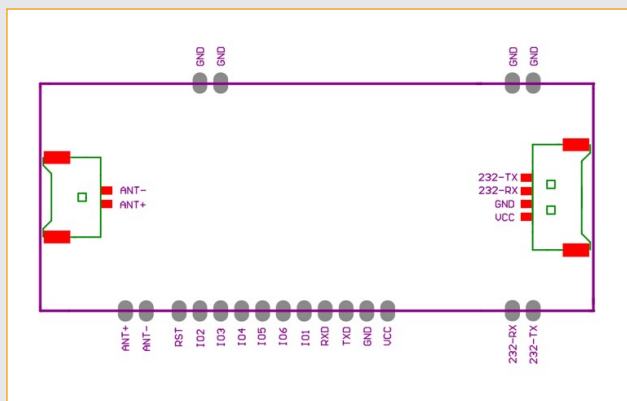 GND
GND
GND
GND
ANT-
ANT+
232-TX
232-RX
GND
VCC
ANT+
ANT-
RST
IO2
IO3
IO4
IO5
IO6
IO1
RXD
TXD
GND
VCC
232-RX
232-TX